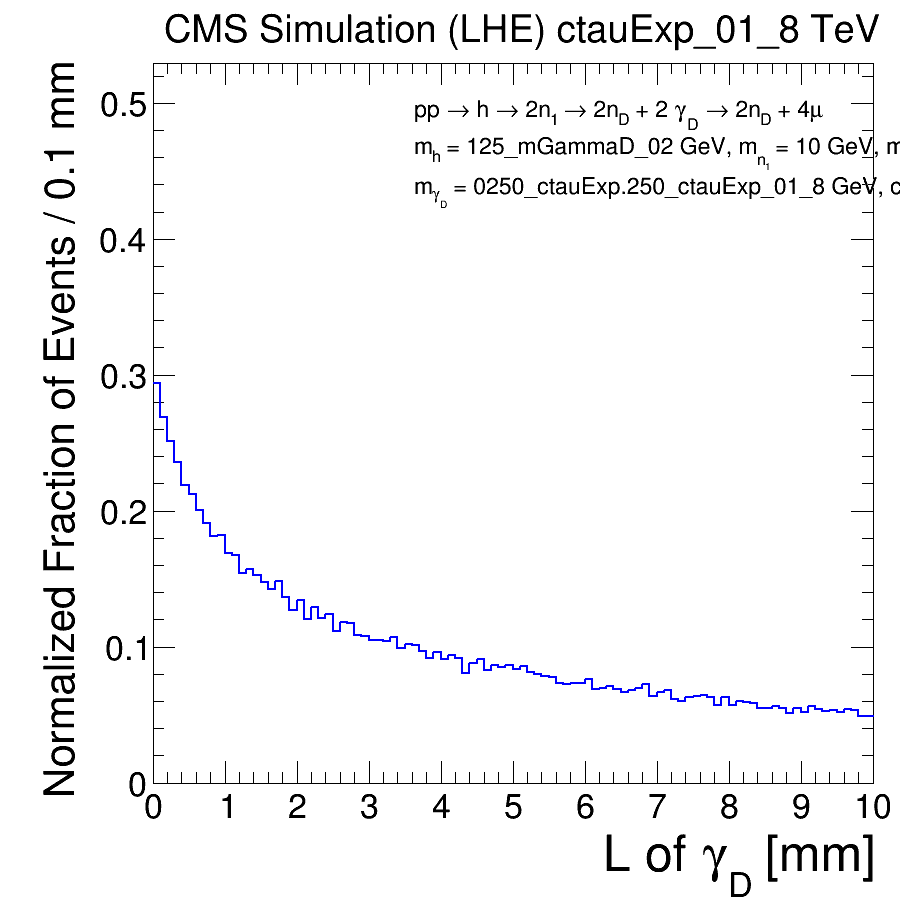 CMS Simulation (LHE) ctauExp_01_8 TeV
pp → h → 2n1 → 2nD + 2 γD → 2nD + 4μ
mh = 125_mGammaD_02 GeV, mn1 = 10 GeV, m
mγD = 0250_ctauExp.250_ctauExp_01_8 GeV, c
Normalized Fraction of Events / 0.1 mm
0.5
0.4
0.3
0.2
0.1
0
0 1 2 3 4 5 6 7 8 9 10
L of γD [mm]